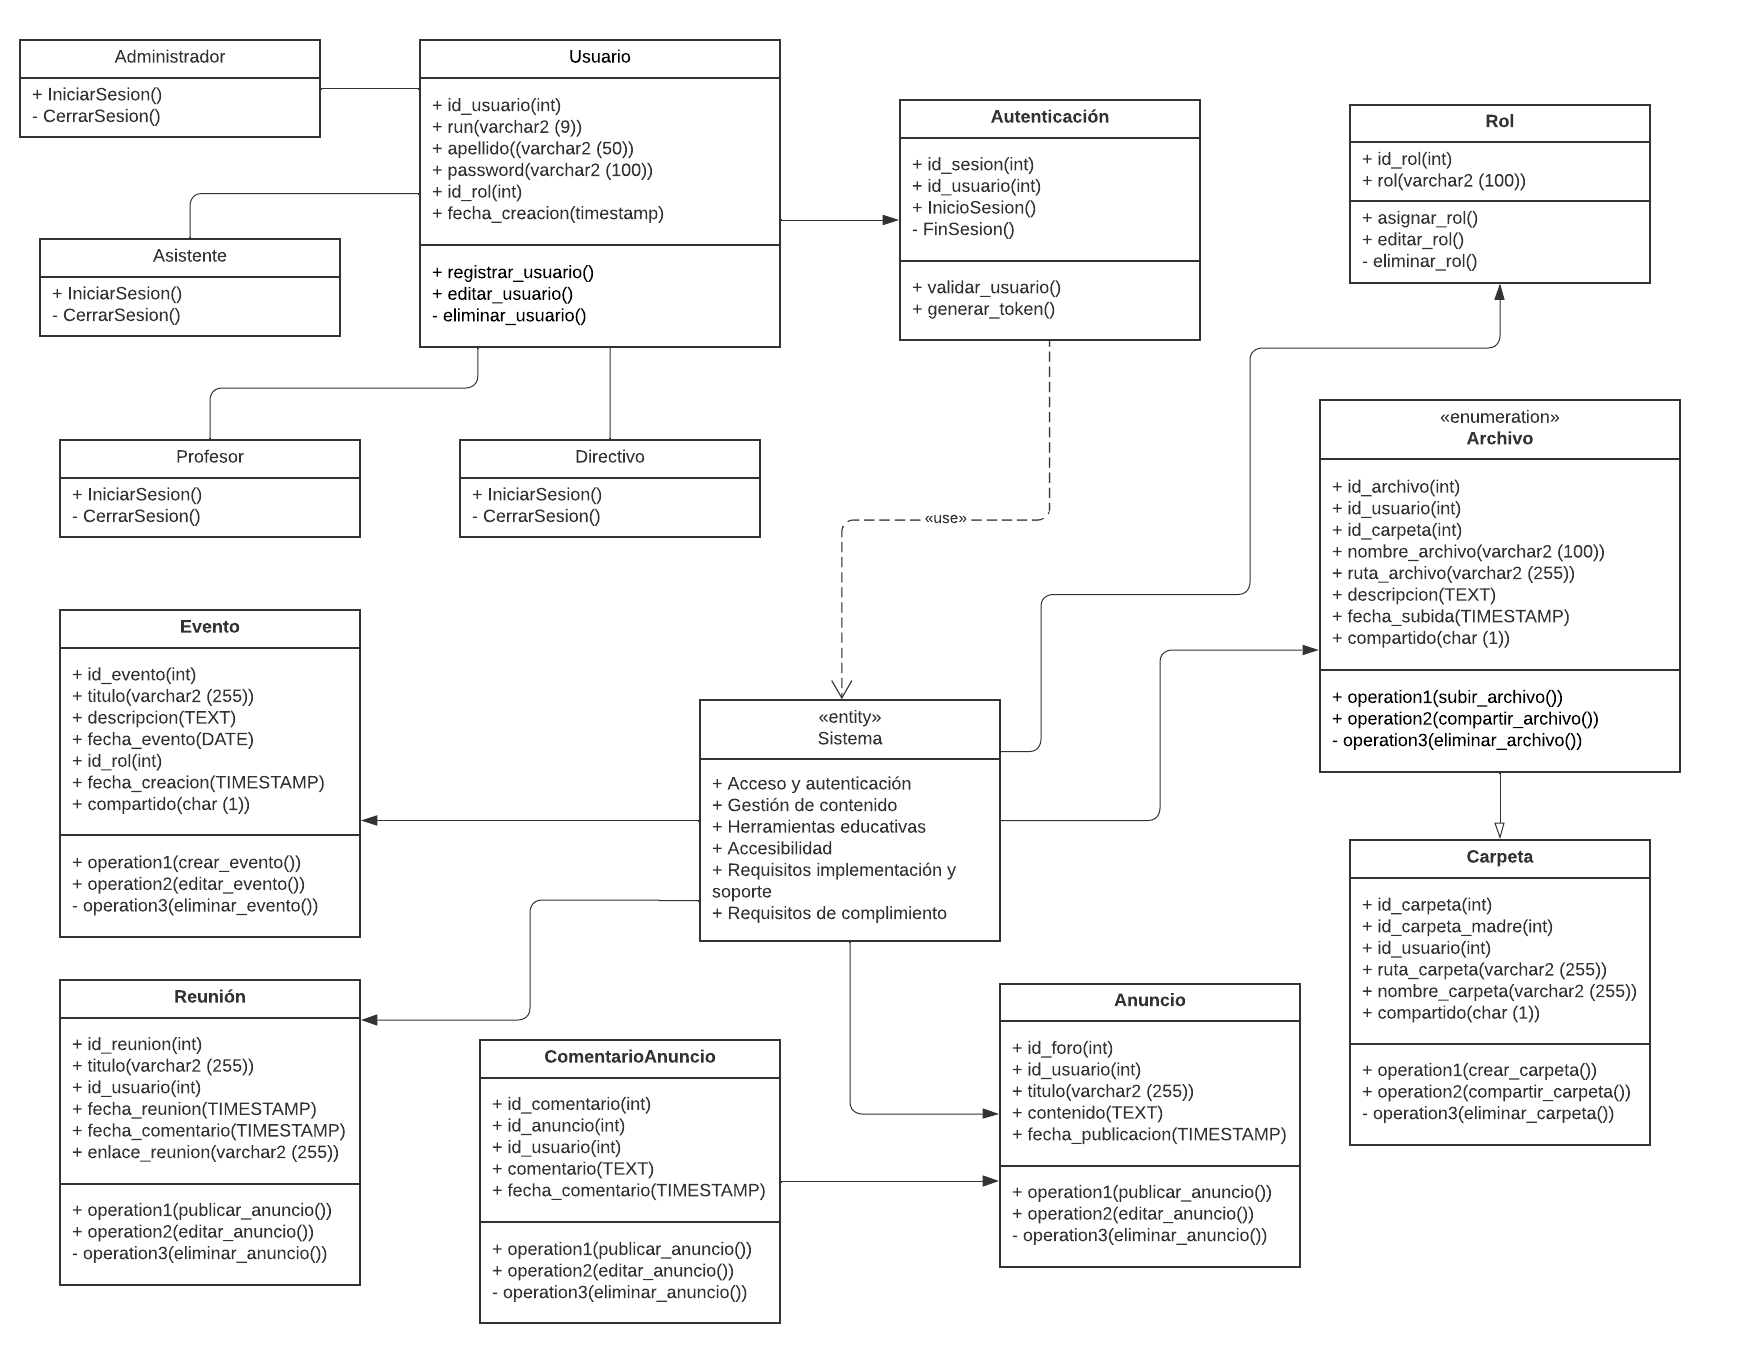 Administrador
+ IniciarSesion()
- CerrarSesion()
Usuario
+ id_usuario(int)
+ run(varchar2 (9))
+ apellido((varchar2 (50))
+ password(varchar2 (100))
+ id_rol(int)
+ fecha_creacion(timestamp)
+ registrar_usuario()
+ editar_usuario()
- eliminar_usuario()
Autenticación
+ id_sesion(int)
+ id_usuario(int)
+ InicioSesion()
- FinSesion()
+ validar_usuario()
+ generar_token()
Rol
+ id_rol(int)
+ rol(varchar2 (100))
+ asignar_rol()
+ editar_rol()
- eliminar_rol()
Asistente
+ IniciarSesion()
- CerrarSesion()
Profesor
+ IniciarSesion()
- CerrarSesion()
Directivo
+ IniciarSesion()
- CerrarSesion()
«use»
«enumeration»
Archivo
+ id_archivo(int)
+ id_usuario(int)
+ id_carpeta(int)
+ nombre_archivo(varchar2 (100))
+ ruta_archivo(varchar2 (255))
+ descripcion(TEXT)
+ fecha_subida(TIMESTAMP)
+ compartido(char (1))
+ operation1(subir_archivo())
+ operation2(compartir_archivo())
- operation3(eliminar_archivo())
Evento
+ id_evento(int)
+ titulo(varchar2 (255))
+ descripcion(TEXT)
+ fecha_evento(DATE)
+ id_rol(int)
+ fecha_creacion(TIMESTAMP)
+ compartido(char (1))
+ operation1(crear_evento())
+ operation2(editar_evento())
- operation3(eliminar_evento())
«entity»
Sistema
+ Acceso y autenticación
+ Gestión de contenido
+ Herramientas educativas
+ Accesibilidad
+ Requisitos implementación y
soporte
+ Requisitos de complimiento
Carpeta
+ id_carpeta(int)
+ id_carpeta_madre(int)
+ id_usuario(int)
+ ruta_carpeta(varchar2 (255))
+ nombre_carpeta(varchar2 (255))
+ compartido(char (1))
+ operation1(crear_carpeta())
+ operation2(compartir_carpeta())
- operation3(eliminar_carpeta())
Reunión
+ id_reunion(int)
+ titulo(varchar2 (255))
+ id_usuario(int)
+ fecha_reunion(TIMESTAMP)
+ fecha_comentario(TIMESTAMP)
+ enlace_reunion(varchar2 (255))
+ operation1(publicar_anuncio())
+ operation2(editar_anuncio())
- operation3(eliminar_anuncio())
ComentarioAnuncio
+ id_comentario(int)
+ id_anuncio(int)
+ id_usuario(int)
+ comentario(TEXT)
+ fecha_comentario(TIMESTAMP)
+ operation1(publicar_anuncio())
+ operation2(editar_anuncio())
- operation3(eliminar_anuncio())
Anuncio
+ id_foro(int)
+ id_usuario(int)
+ titulo(varchar2 (255))
+ contenido(TEXT)
+ fecha_publicacion(TIMESTAMP)
+ operation1(publicar_anuncio())
+ operation2(editar_anuncio())
- operation3(eliminar_anuncio())